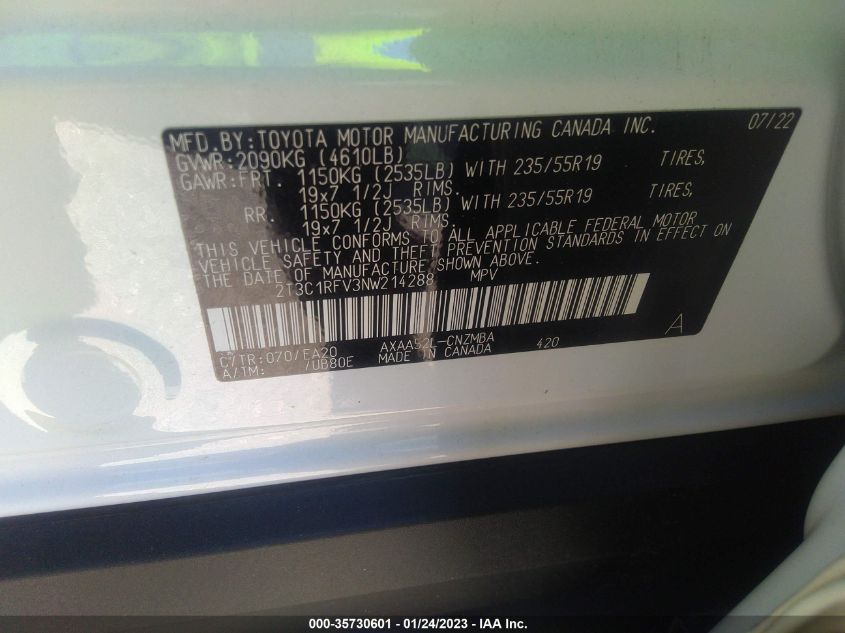 MFD. BY: TOYOTA MOTOR MANUFACTURING CANADA INC. 07/22
GVWR: 2090KG (4610LB)
GAWR: FRT. 1150KG (2535LB) WITH 235/55R19 TIRES,
19x7 1/2J RIMS.
RR. 1150KG (2535LB) WITH 235/55R19 TIRES,
19x7 1/2J RIMS.
THIS VEHICLE CONFORMS TO ALL APPLICABLE FEDERAL MOTOR
VEHICLE SAFETY AND THEFT PREVENTION STANDARDS IN EFFECT ON
THE DATE OF MANUFACTURE SHOWN ABOVE.
2T3C1RFV3NW214288 MPV
C/TR: 070/EA20 AXAA52L-CNZMBA 420 A
A/TM: /UB80E MADE IN CANADA
000-35730601 — 01/24/2023 — IAA Inc.